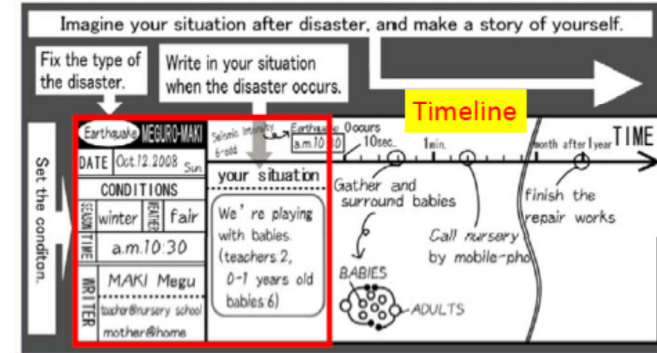 Imagine your situation after disaster, and make a story of yourself.
Fix the type of
the disaster.
Write in your situation
when the disaster occurs.
Timeline
Set the conditon.
Earthquake MEGURO-MAKI
DATE Oct.12.2008 Sun.
CONDITIONS
SEASON winter WEATHER fair
TIME a.m.10:30
WRITER MAKI Megu
teacher@nursery school
mother@home
Seismic Intensity
6-odd
your situation
We're playing
with babies.
(teachers:2,
0-1 years old
babies:6)
Earthquake Occurs
a.m.10:30
10sec.
1min.
month after 1year TIME
Gather and
surround babies
BABIES
ADULTS
Call nursery
by mobile-pho
finish the
repair works